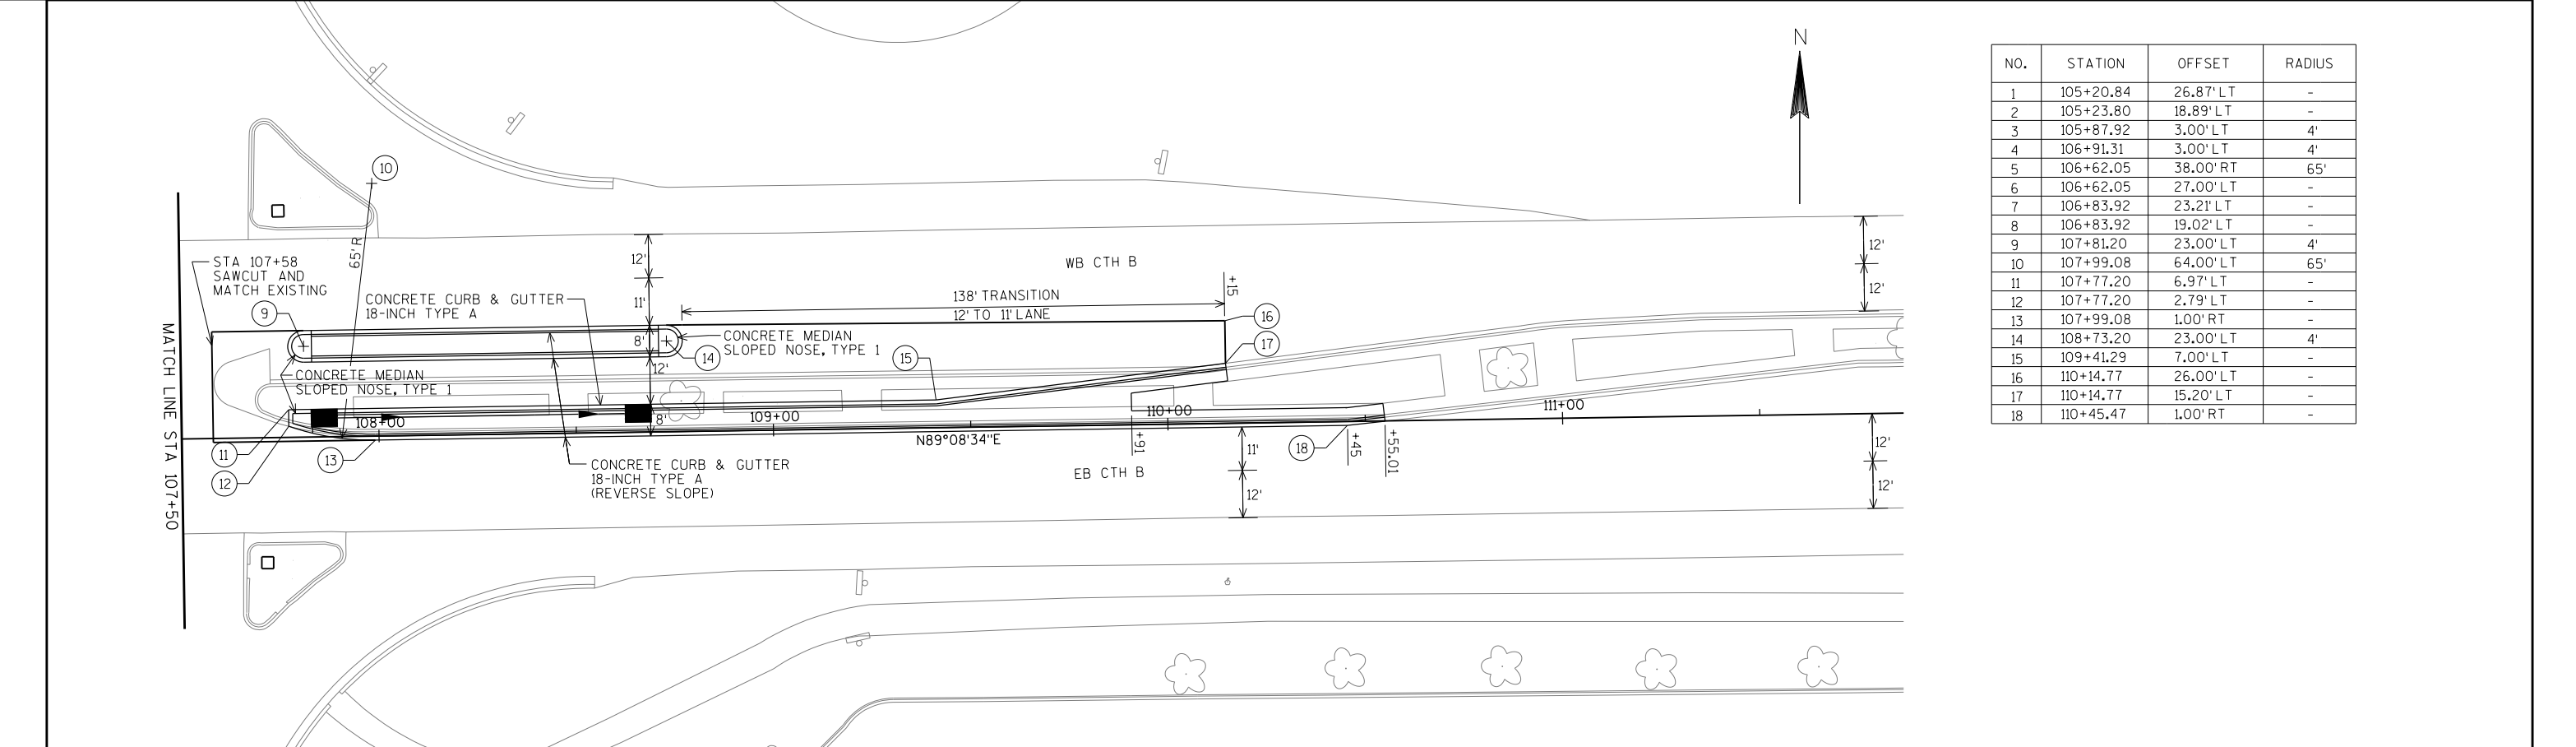 N
10
65' R
STA 107+58
SAWCUT AND
MATCH EXISTING
9
CONCRETE CURB & GUTTER
18-INCH TYPE A
12'
11'
8'
12'
8'
WB CTH B
138' TRANSITION
12' TO 11' LANE
+15
16
17
CONCRETE MEDIAN
SLOPED NOSE, TYPE 1
14
15
CONCRETE MEDIAN
SLOPED NOSE, TYPE 1
MATCH LINE STA 107+50
108+00
109+00
110+00
111+00
N89°08'34"E
11
12
13
CONCRETE CURB & GUTTER
18-INCH TYPE A
(REVERSE SLOPE)
EB CTH B
+91
11'
12'
18
+45
+55.01
12'
12'
12'
12'
NO. STATION OFFSET RADIUS
1 105+20.84 26.87' LT -
2 105+23.80 18.89' LT -
3 105+87.92 3.00' LT 4'
4 106+91.31 3.00' LT 4'
5 106+62.05 38.00' RT 65'
6 106+62.05 27.00' LT -
7 106+83.92 23.21' LT -
8 106+83.92 19.02' LT -
9 107+81.20 23.00' LT 4'
10 107+99.08 64.00' LT 65'
11 107+77.20 6.97' LT -
12 107+77.20 2.79' LT -
13 107+99.08 1.00' RT -
14 108+73.20 23.00' LT 4'
15 109+41.29 7.00' LT -
16 110+14.77 26.00' LT -
17 110+14.77 15.20' LT -
18 110+45.47 1.00' RT -